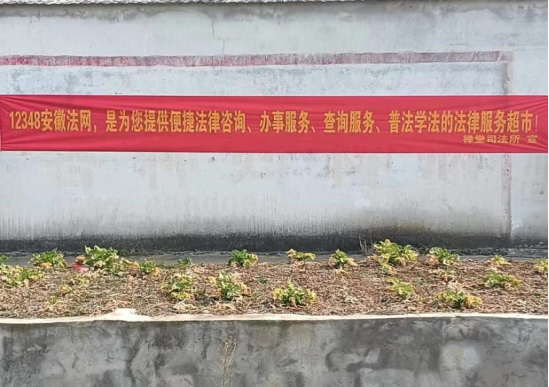 12348安徽法网，是为您提供便捷法律咨询、办事服务、查询服务、普法学法的法律服务超市！
禅堂司法所 宣